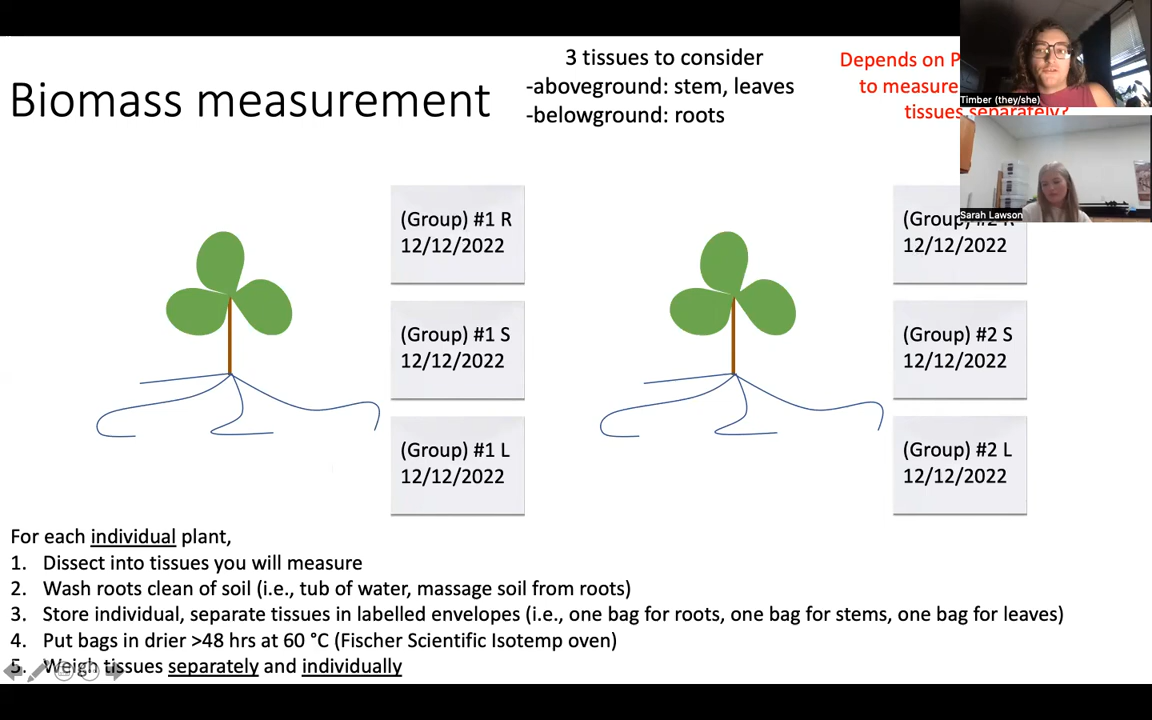 Biomass measurement
3 tissues to consider
-aboveground: stem, leaves
-belowground: roots
Depends on
to measure
tissues separately?
Timber (they/she)
Sarah Lawson
(Group) #1 R
12/12/2022
(Group) #1 S
12/12/2022
(Group) #1 L
12/12/2022
(Group) #2 R
12/12/2022
(Group) #2 S
12/12/2022
(Group) #2 L
12/12/2022
For each individual plant,
1. Dissect into tissues you will measure
2. Wash roots clean of soil (i.e., tub of water, massage soil from roots)
3. Store individual, separate tissues in labelled envelopes (i.e., one bag for roots, one bag for stems, one bag for leaves)
4. Put bags in drier >48 hrs at 60 °C (Fischer Scientific Isotemp oven)
5. Weigh tissues separately and individually